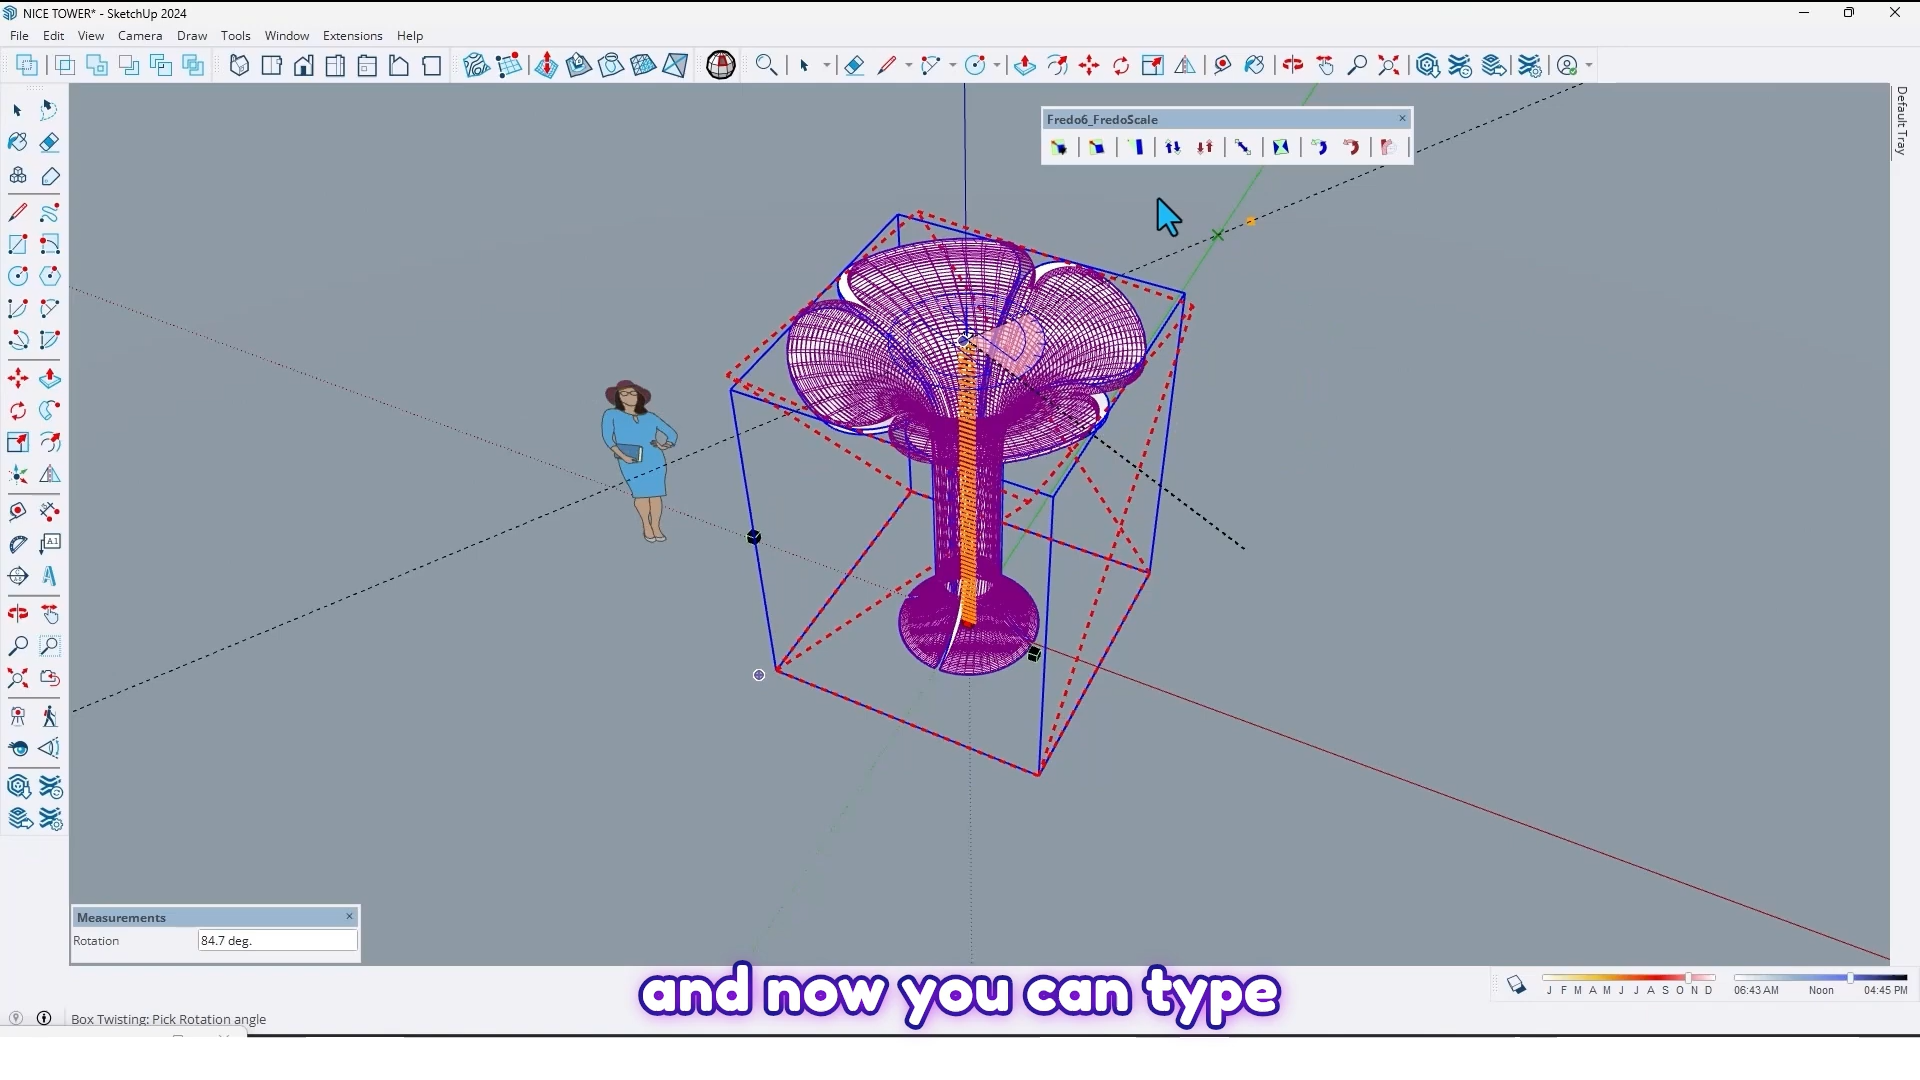 NICE TOWER* - SketchUp 2024
File Edit View Camera Draw Tools Window Extensions Help
Fredo6_FredoScale
Default Tray
A1
Measurements
Rotation 84.7 deg.
and now you can type
J F M A M J J A S O N D 06:43 AM Noon 04:45 PM
Box Twisting: Pick Rotation angle